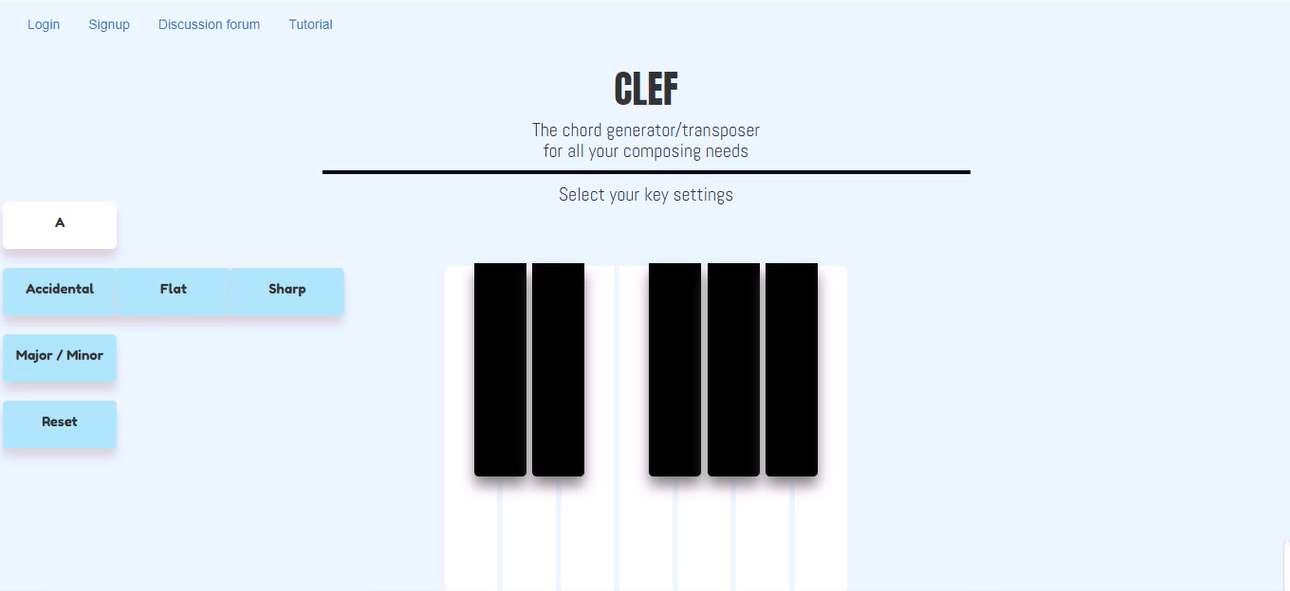 Login Signup Discussion forum Tutorial
CLEF
The chord generator/transposer
for all your composing needs
Select your key settings
A
Accidental Flat Sharp
Major / Minor
Reset